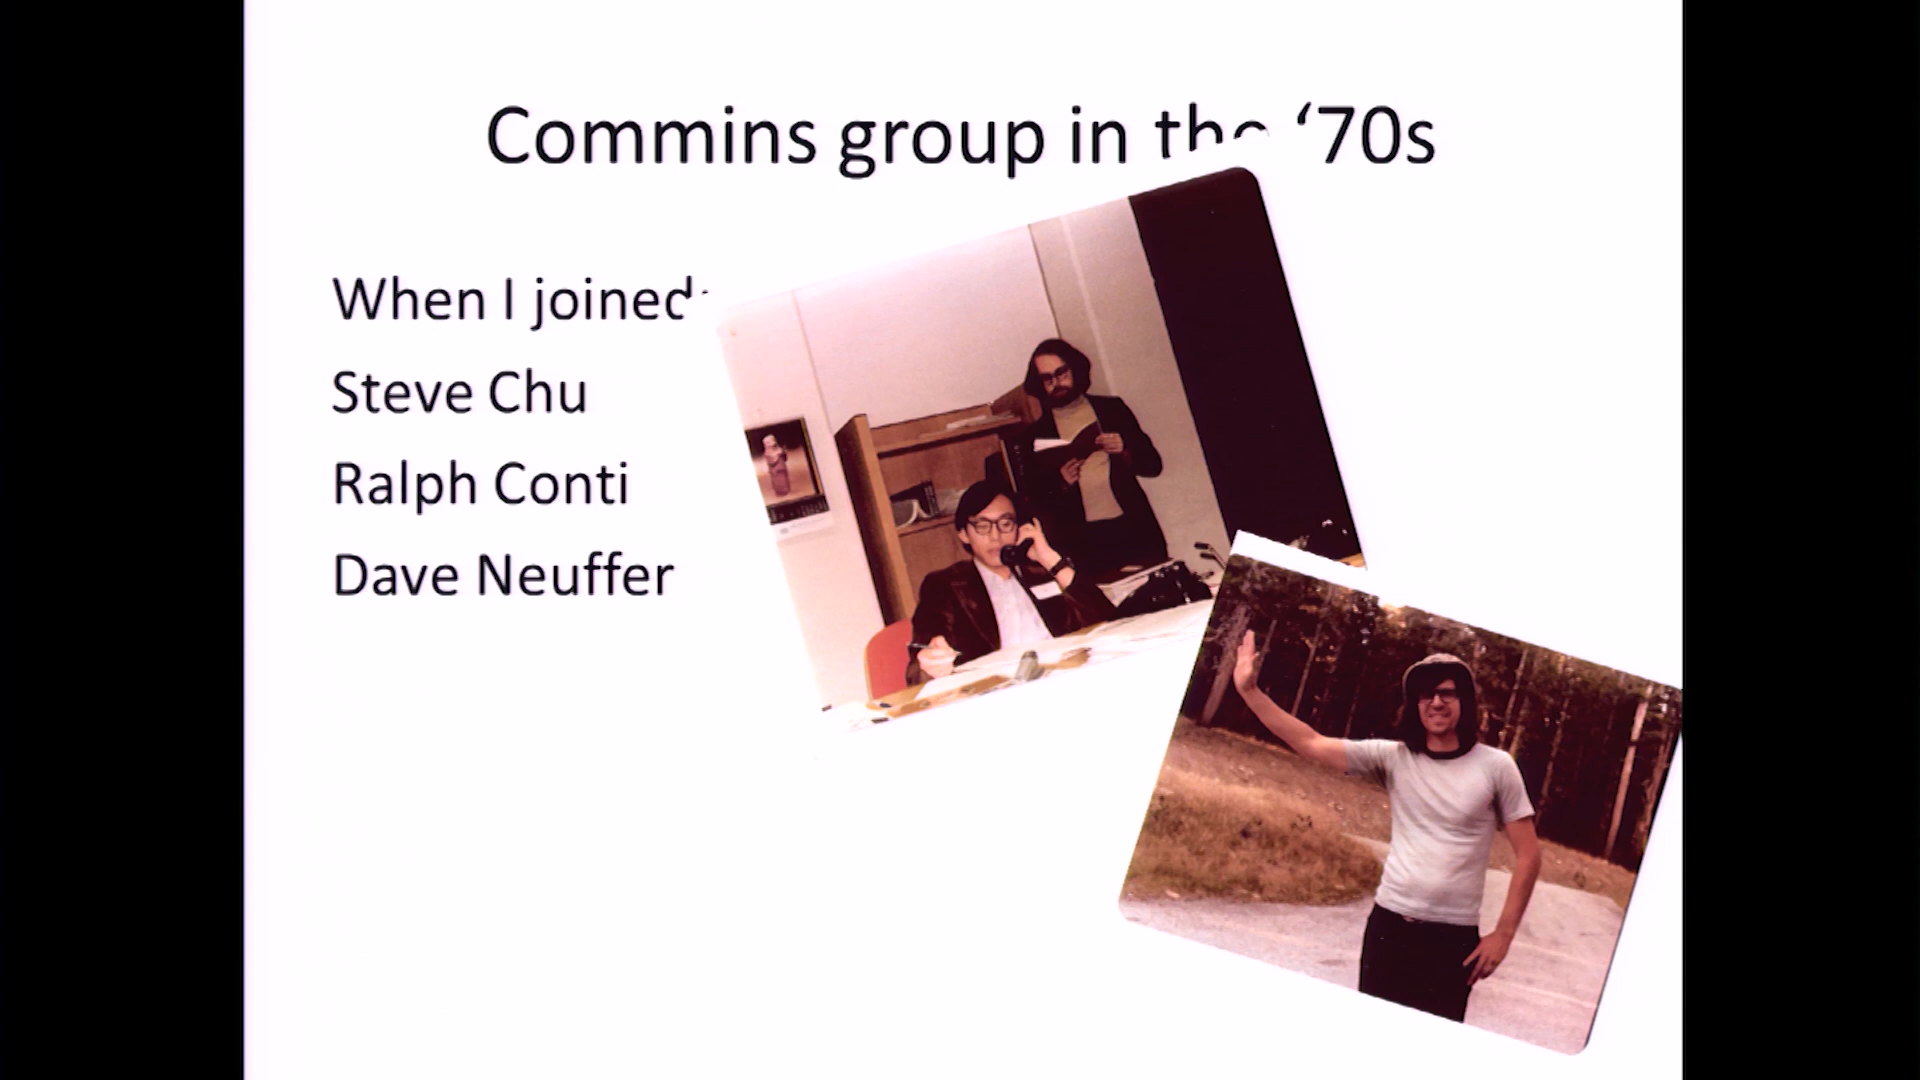 Commins group in the ‘70s
When I joined:
Steve Chu
Ralph Conti
Dave Neuffer